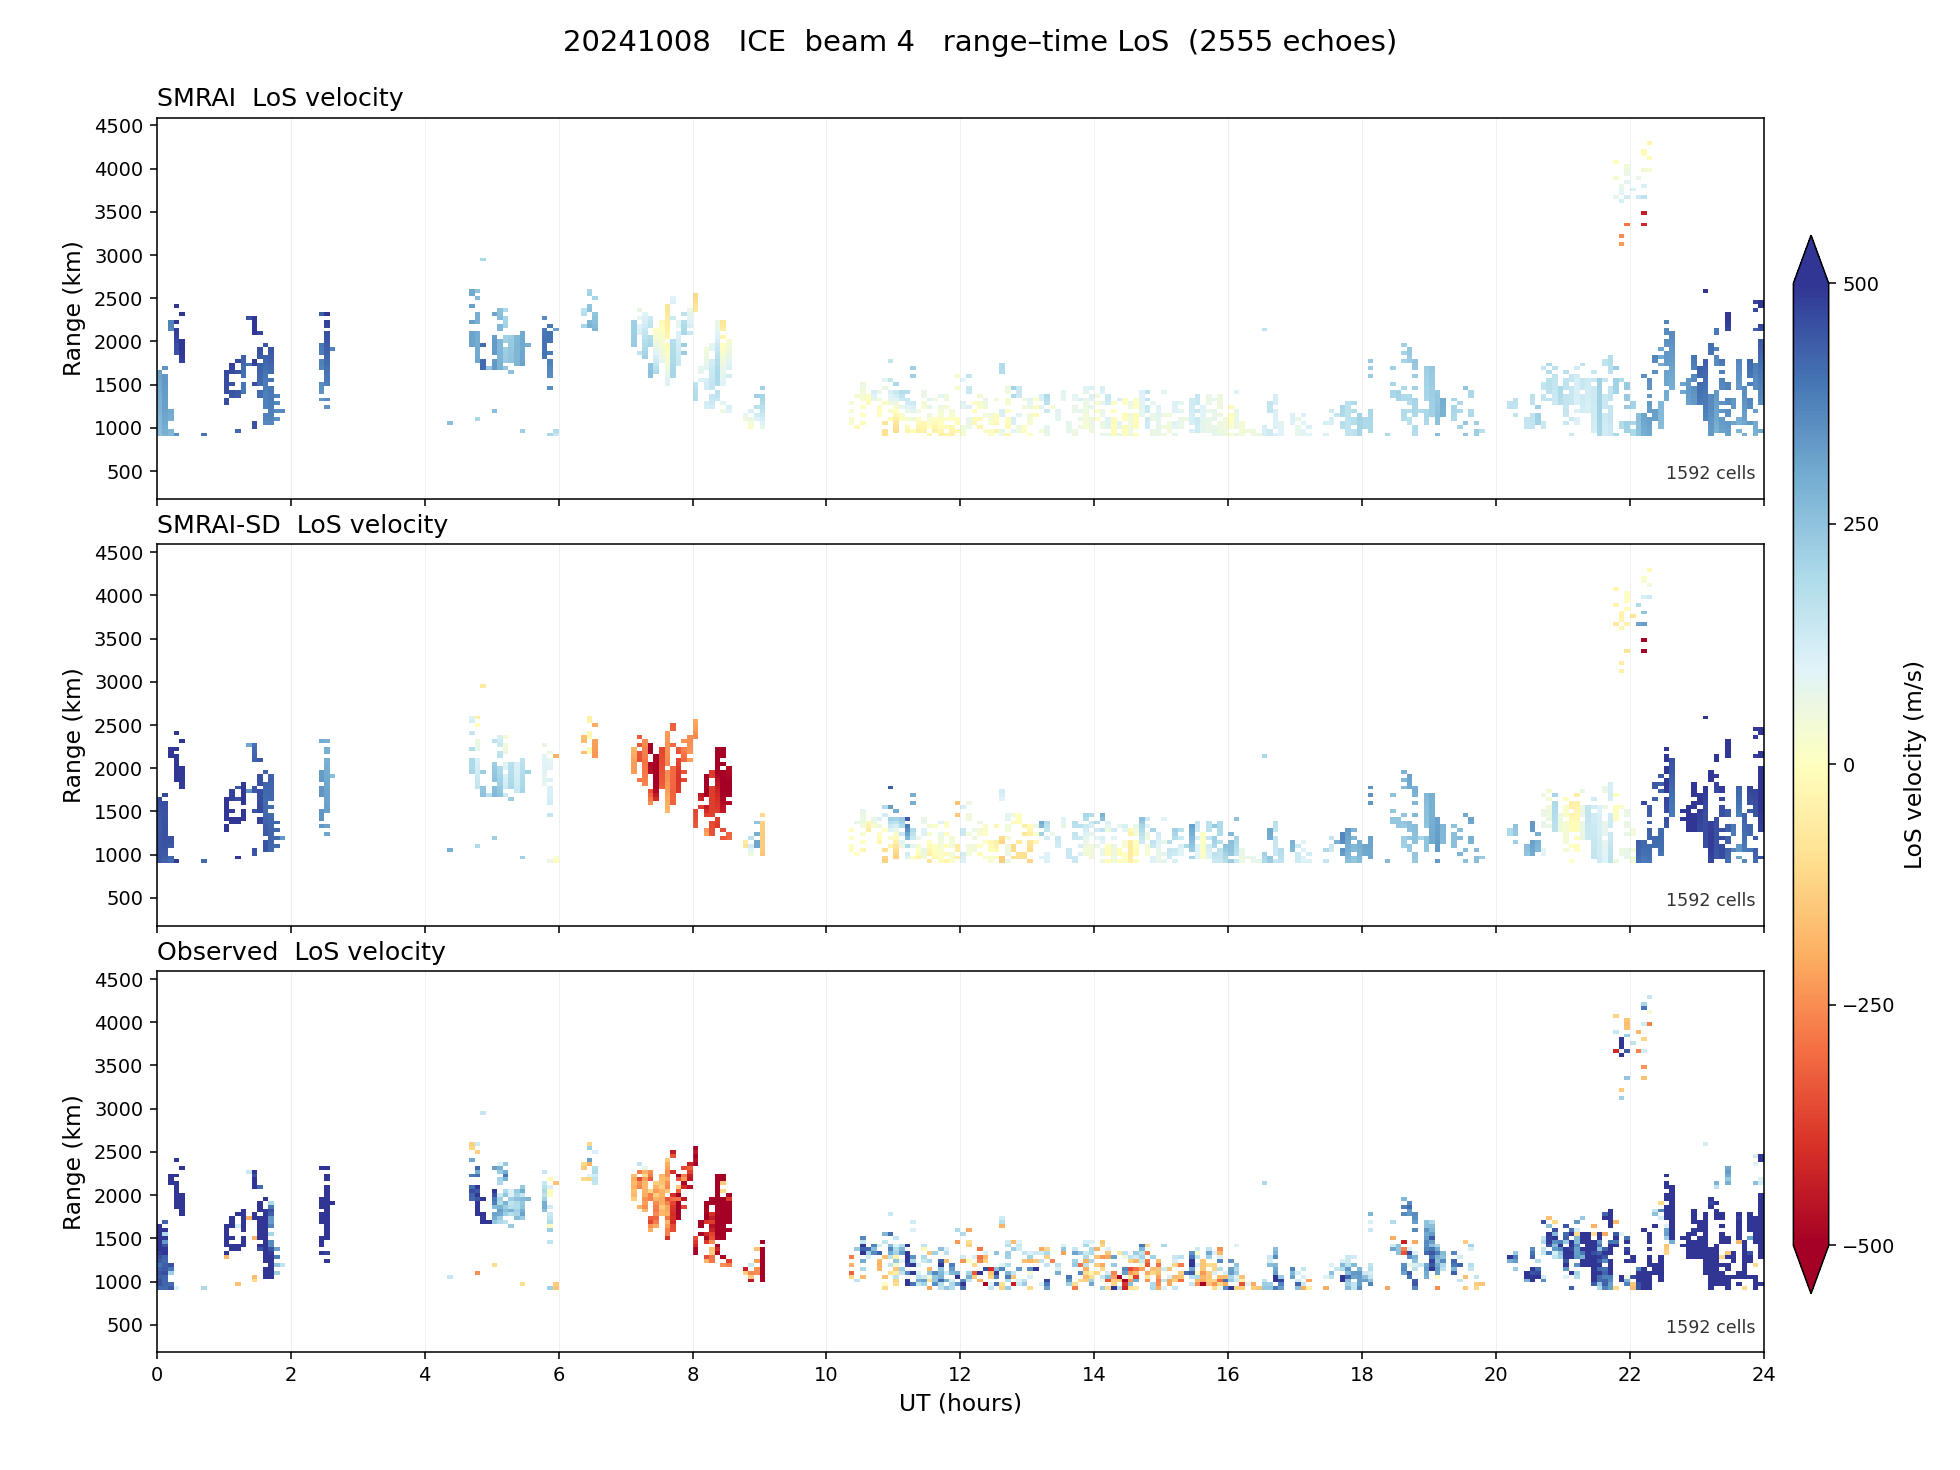 20241008   ICE  beam 4   range–time LoS  (2555 echoes)
SMRAI  LoS velocity
4500
4000
3500
3000
2500
2000
1500
1000
500
Range (km)
1592 cells
SMRAI-SD  LoS velocity
4500
4000
3500
3000
2500
2000
1500
1000
500
Range (km)
1592 cells
Observed  LoS velocity
4500
4000
3500
3000
2500
2000
1500
1000
500
Range (km)
1592 cells
0 2 4 6 8 10 12 14 16 18 20 22 24
UT (hours)
500
250
0
−250
−500
LoS velocity (m/s)